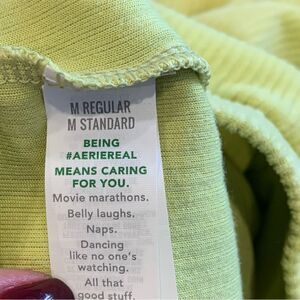 M REGULAR
M STANDARD
BEING
#AERIEREAL
MEANS CARING
FOR YOU.
Movie marathons.
Belly laughs.
Naps.
Dancing
like no one's
watching.
All that
good stuff.